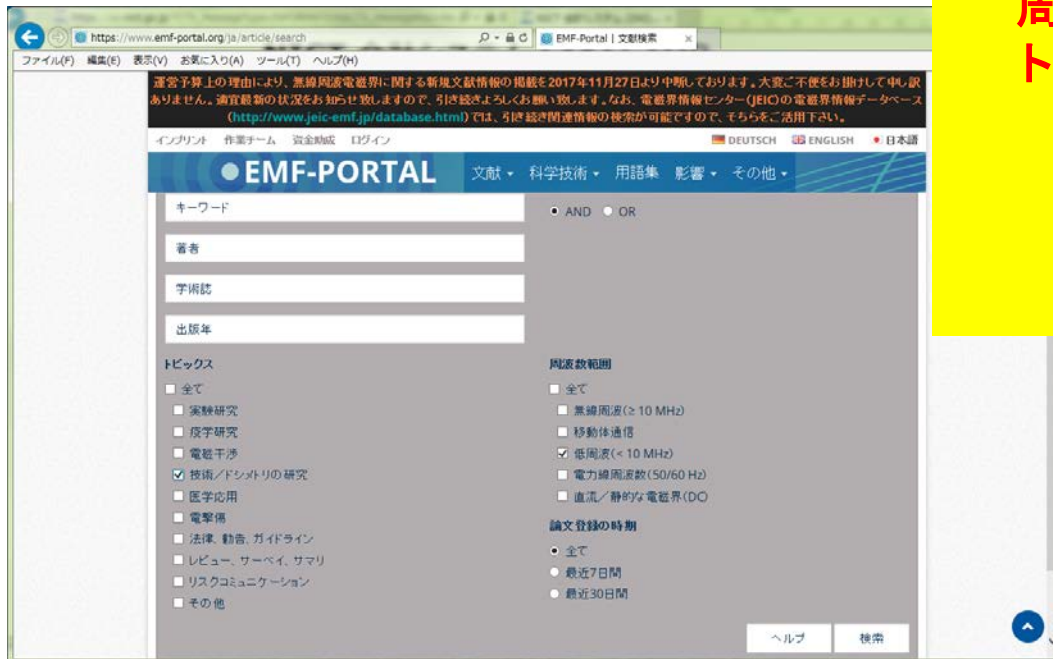 https://www.emf-portal.org/ja/article/search
EMF-Portal | 文献検索
ファイル(F) 編集(E) 表示(V) お気に入り(A) ツール(T) ヘルプ(H)
運営予算上の理由により、無線周波電磁界に関する新規文献情報の掲載を2017年11月27日より中断しております。大変ご不便をお掛けして申し訳
ありません。適宜最新の状況をお知らせ致しますので、引き続きよろしくお願い致します。なお、電磁界情報センター(JEIC)の電磁界情報データベース
(http://www.jeic-emf.jp/database.html)では、引き続き関連情報の検索が可能ですので、そちらをご活用下さい。
インプリント 作業チーム 資金助成 ログイン DEUTSCH ENGLISH 日本語
EMF-PORTAL 文献 科学技術 用語集 影響 その他
キーワード
AND OR
著者
学術誌
出版年
トピックス
全て
実験研究
疫学研究
電磁干渉
技術/ドシメトリの研究
医学応用
電撃傷
法律、勧告、ガイドライン
レビュー、サーベイ、サマリ
リスクコミュニケーション
その他
周波数範囲
全て
無線周波(≥ 10 MHz)
移動体通信
低周波(< 10 MHz)
電力線周波数(50/60 Hz)
直流/静的な電磁界(DC)
論文登録の時期
全て
最近7日間
最近30日間
ヘルプ 検索
周
ト